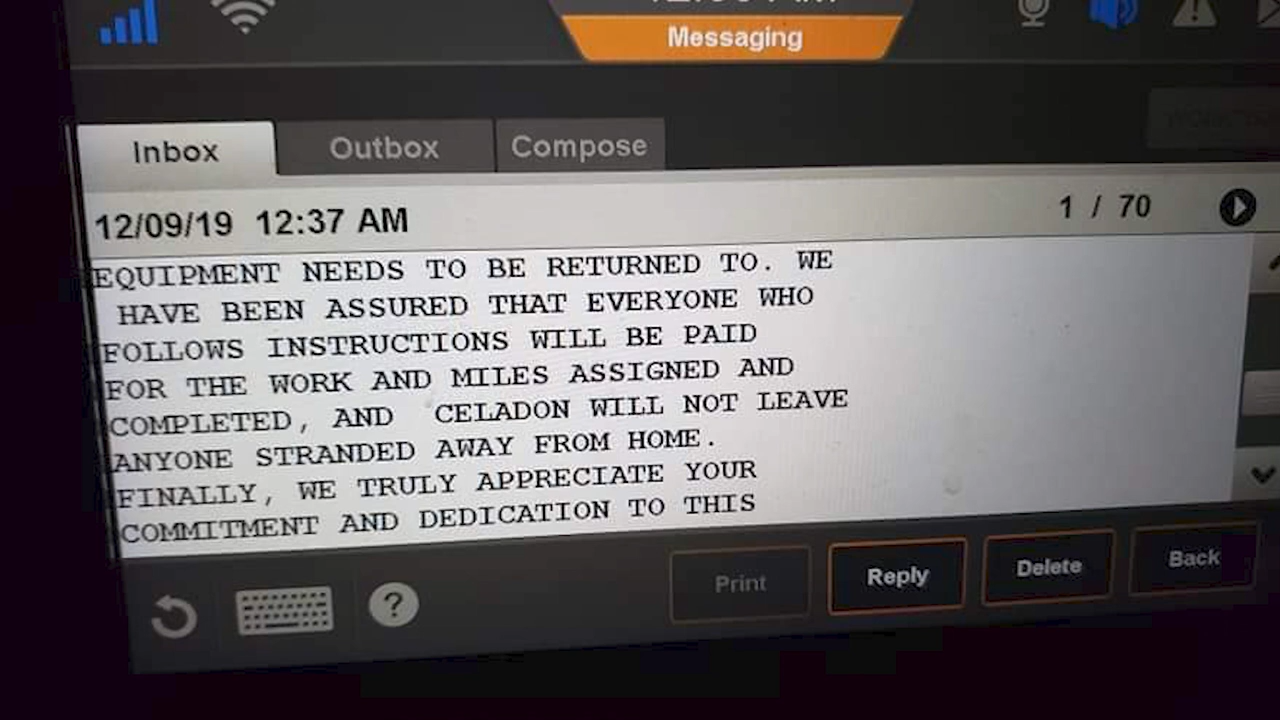 Messaging
Inbox
Outbox
Compose
12/09/19 12:37 AM
1 / 70
EQUIPMENT NEEDS TO BE RETURNED TO. WE
HAVE BEEN ASSURED THAT EVERYONE WHO
FOLLOWS INSTRUCTIONS WILL BE PAID
FOR THE WORK AND MILES ASSIGNED AND
COMPLETED, AND CELADON WILL NOT LEAVE
ANYONE STRANDED AWAY FROM HOME.
FINALLY, WE TRULY APPRECIATE YOUR
COMMITMENT AND DEDICATION TO THIS
?
Print
Reply
Delete
Back